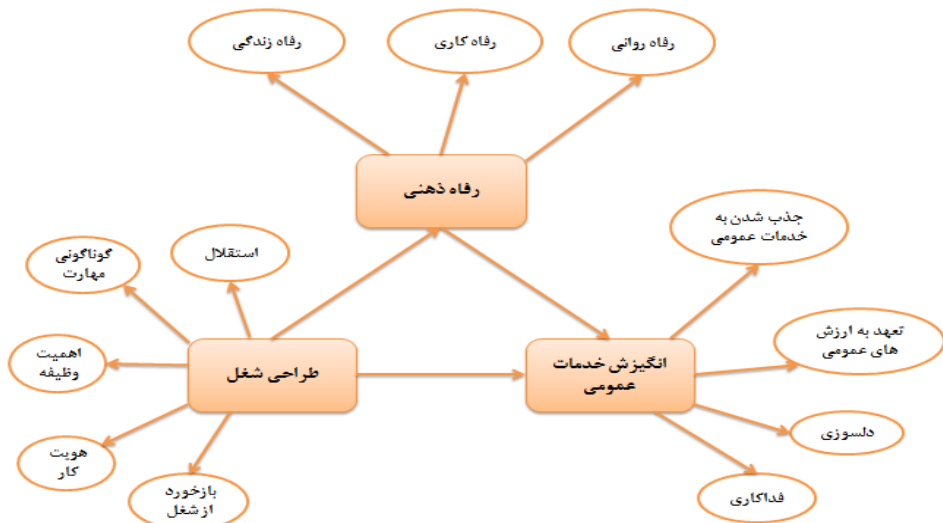 رفاه روانی
رفاه کاری
رفاه زندگی
رفاه ذهنی
جذب شدن به
خدمات عمومی
استقلال
گوناگونی
مهارت
تعهد به ارزش
های عمومی
اهمیت
وظیفه
طراحی شغل
انگیزش خدمات
عمومی
دلسوزی
هویت
کار
بازخورد
از شغل
فداکاری